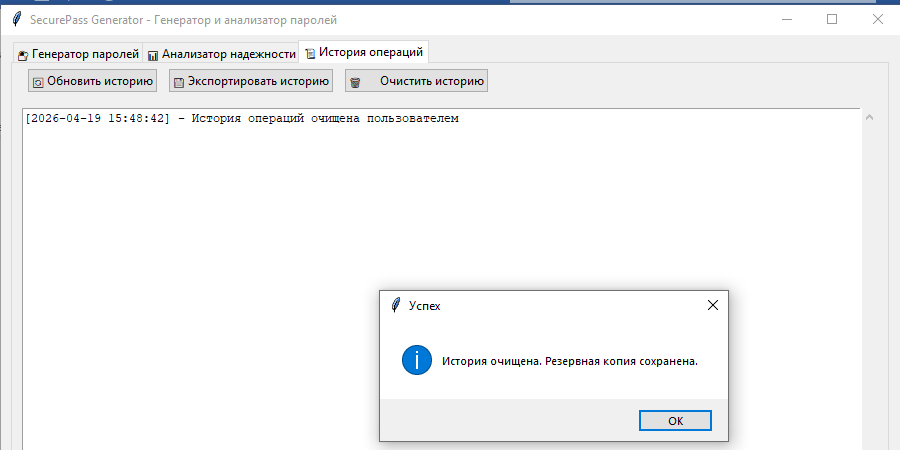 SecurePass Generator - Генератор и анализатор паролей
Генератор паролей Анализатор надежности История операций
Обновить историю Экспортировать историю Очистить историю
[2026-04-19 15:48:42] - История операций очищена пользователем
Успех
История очищена. Резервная копия сохранена.
ОК